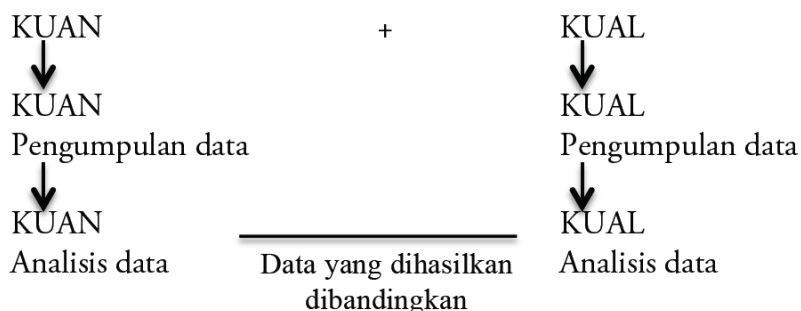 KUAN + KUAL
KUAN KUAL
Pengumpulan data Pengumpulan data
KUAN KUAL
Analisis data Data yang dihasilkan Analisis data
dibandingkan